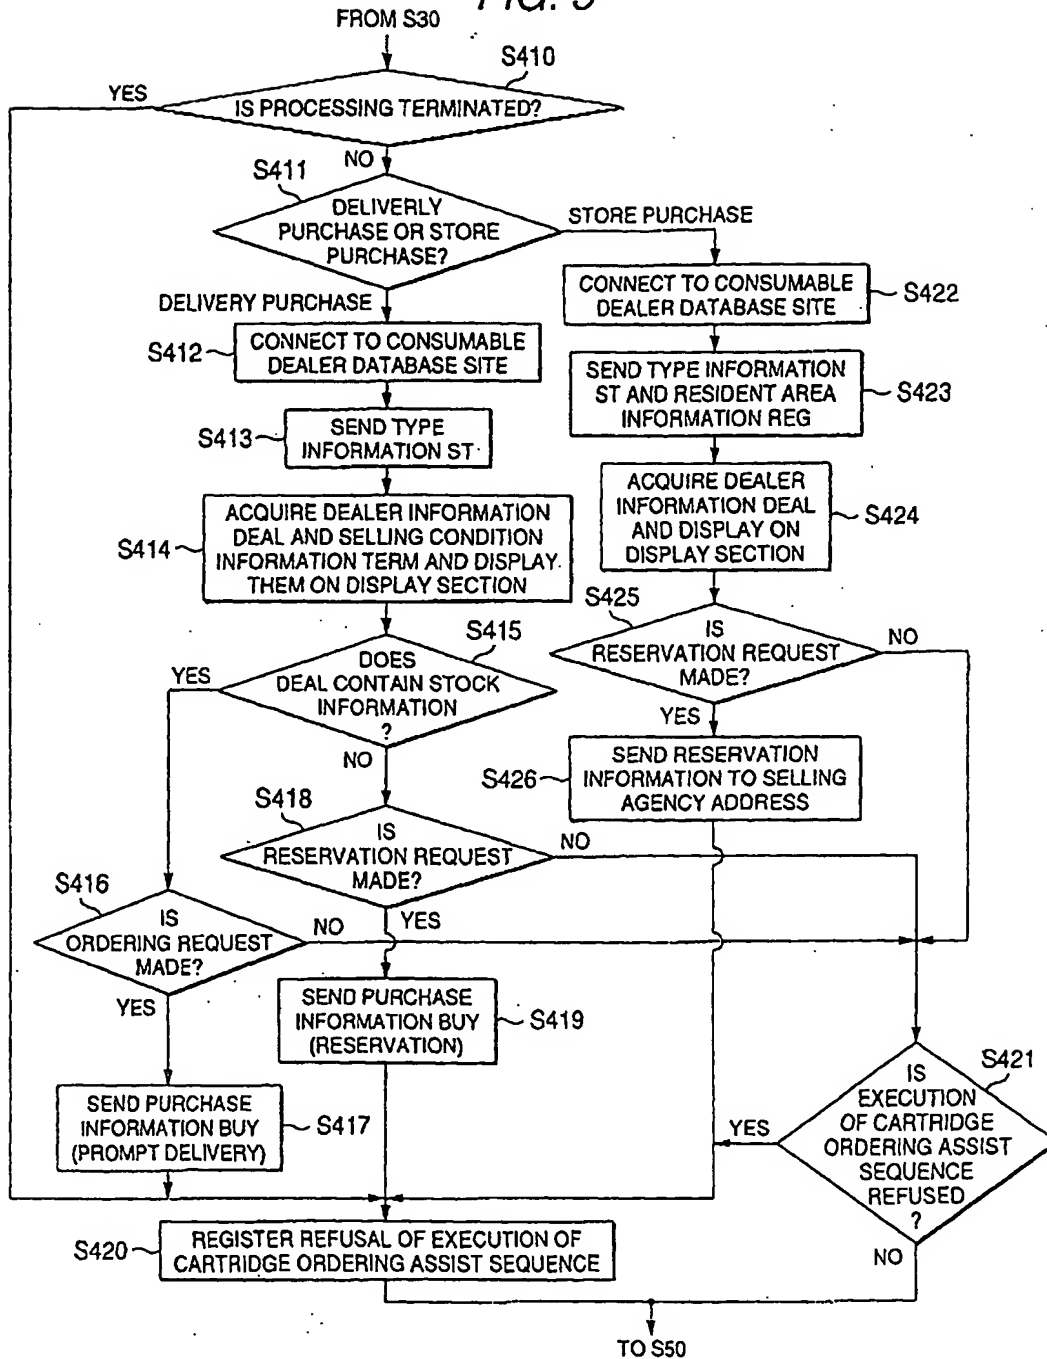 FIG. 9
FROM S30
S410
YES
IS PROCESSING TERMINATED?
NO
S411
DELIVERLY
PURCHASE OR STORE
PURCHASE?
STORE PURCHASE
DELIVERY PURCHASE
S412
CONNECT TO CONSUMABLE
DEALER DATABASE SITE
S413
SEND TYPE
INFORMATION ST
S414
ACQUIRE DEALER INFORMATION
DEAL AND SELLING CONDITION
INFORMATION TERM AND DISPLAY
THEM ON DISPLAY SECTION
CONNECT TO CONSUMABLE
DEALER DATABASE SITE
S422
SEND TYPE INFORMATION
ST AND RESIDENT AREA
INFORMATION REG
S423
ACQUIRE DEALER
INFORMATION DEAL
AND DISPLAY ON
DISPLAY SECTION
S424
S425
IS
RESERVATION REQUEST
MADE?
NO
YES
S426
SEND RESERVATION
INFORMATION TO SELLING
AGENCY ADDRESS
S415
YES
DOES
DEAL CONTAIN STOCK
INFORMATION
?
NO
S418
IS
RESERVATION REQUEST
MADE?
NO
YES
S416
IS
ORDERING REQUEST
MADE?
NO
YES
SEND PURCHASE
INFORMATION BUY
(RESERVATION)
S419
SEND PURCHASE
INFORMATION BUY
(PROMPT DELIVERY)
S417
S421
IS
EXECUTION
OF CARTRIDGE
ORDERING ASSIST
SEQUENCE
REFUSED
?
YES
NO
S420
REGISTER REFUSAL OF EXECUTION OF
CARTRIDGE ORDERING ASSIST SEQUENCE
TO S50